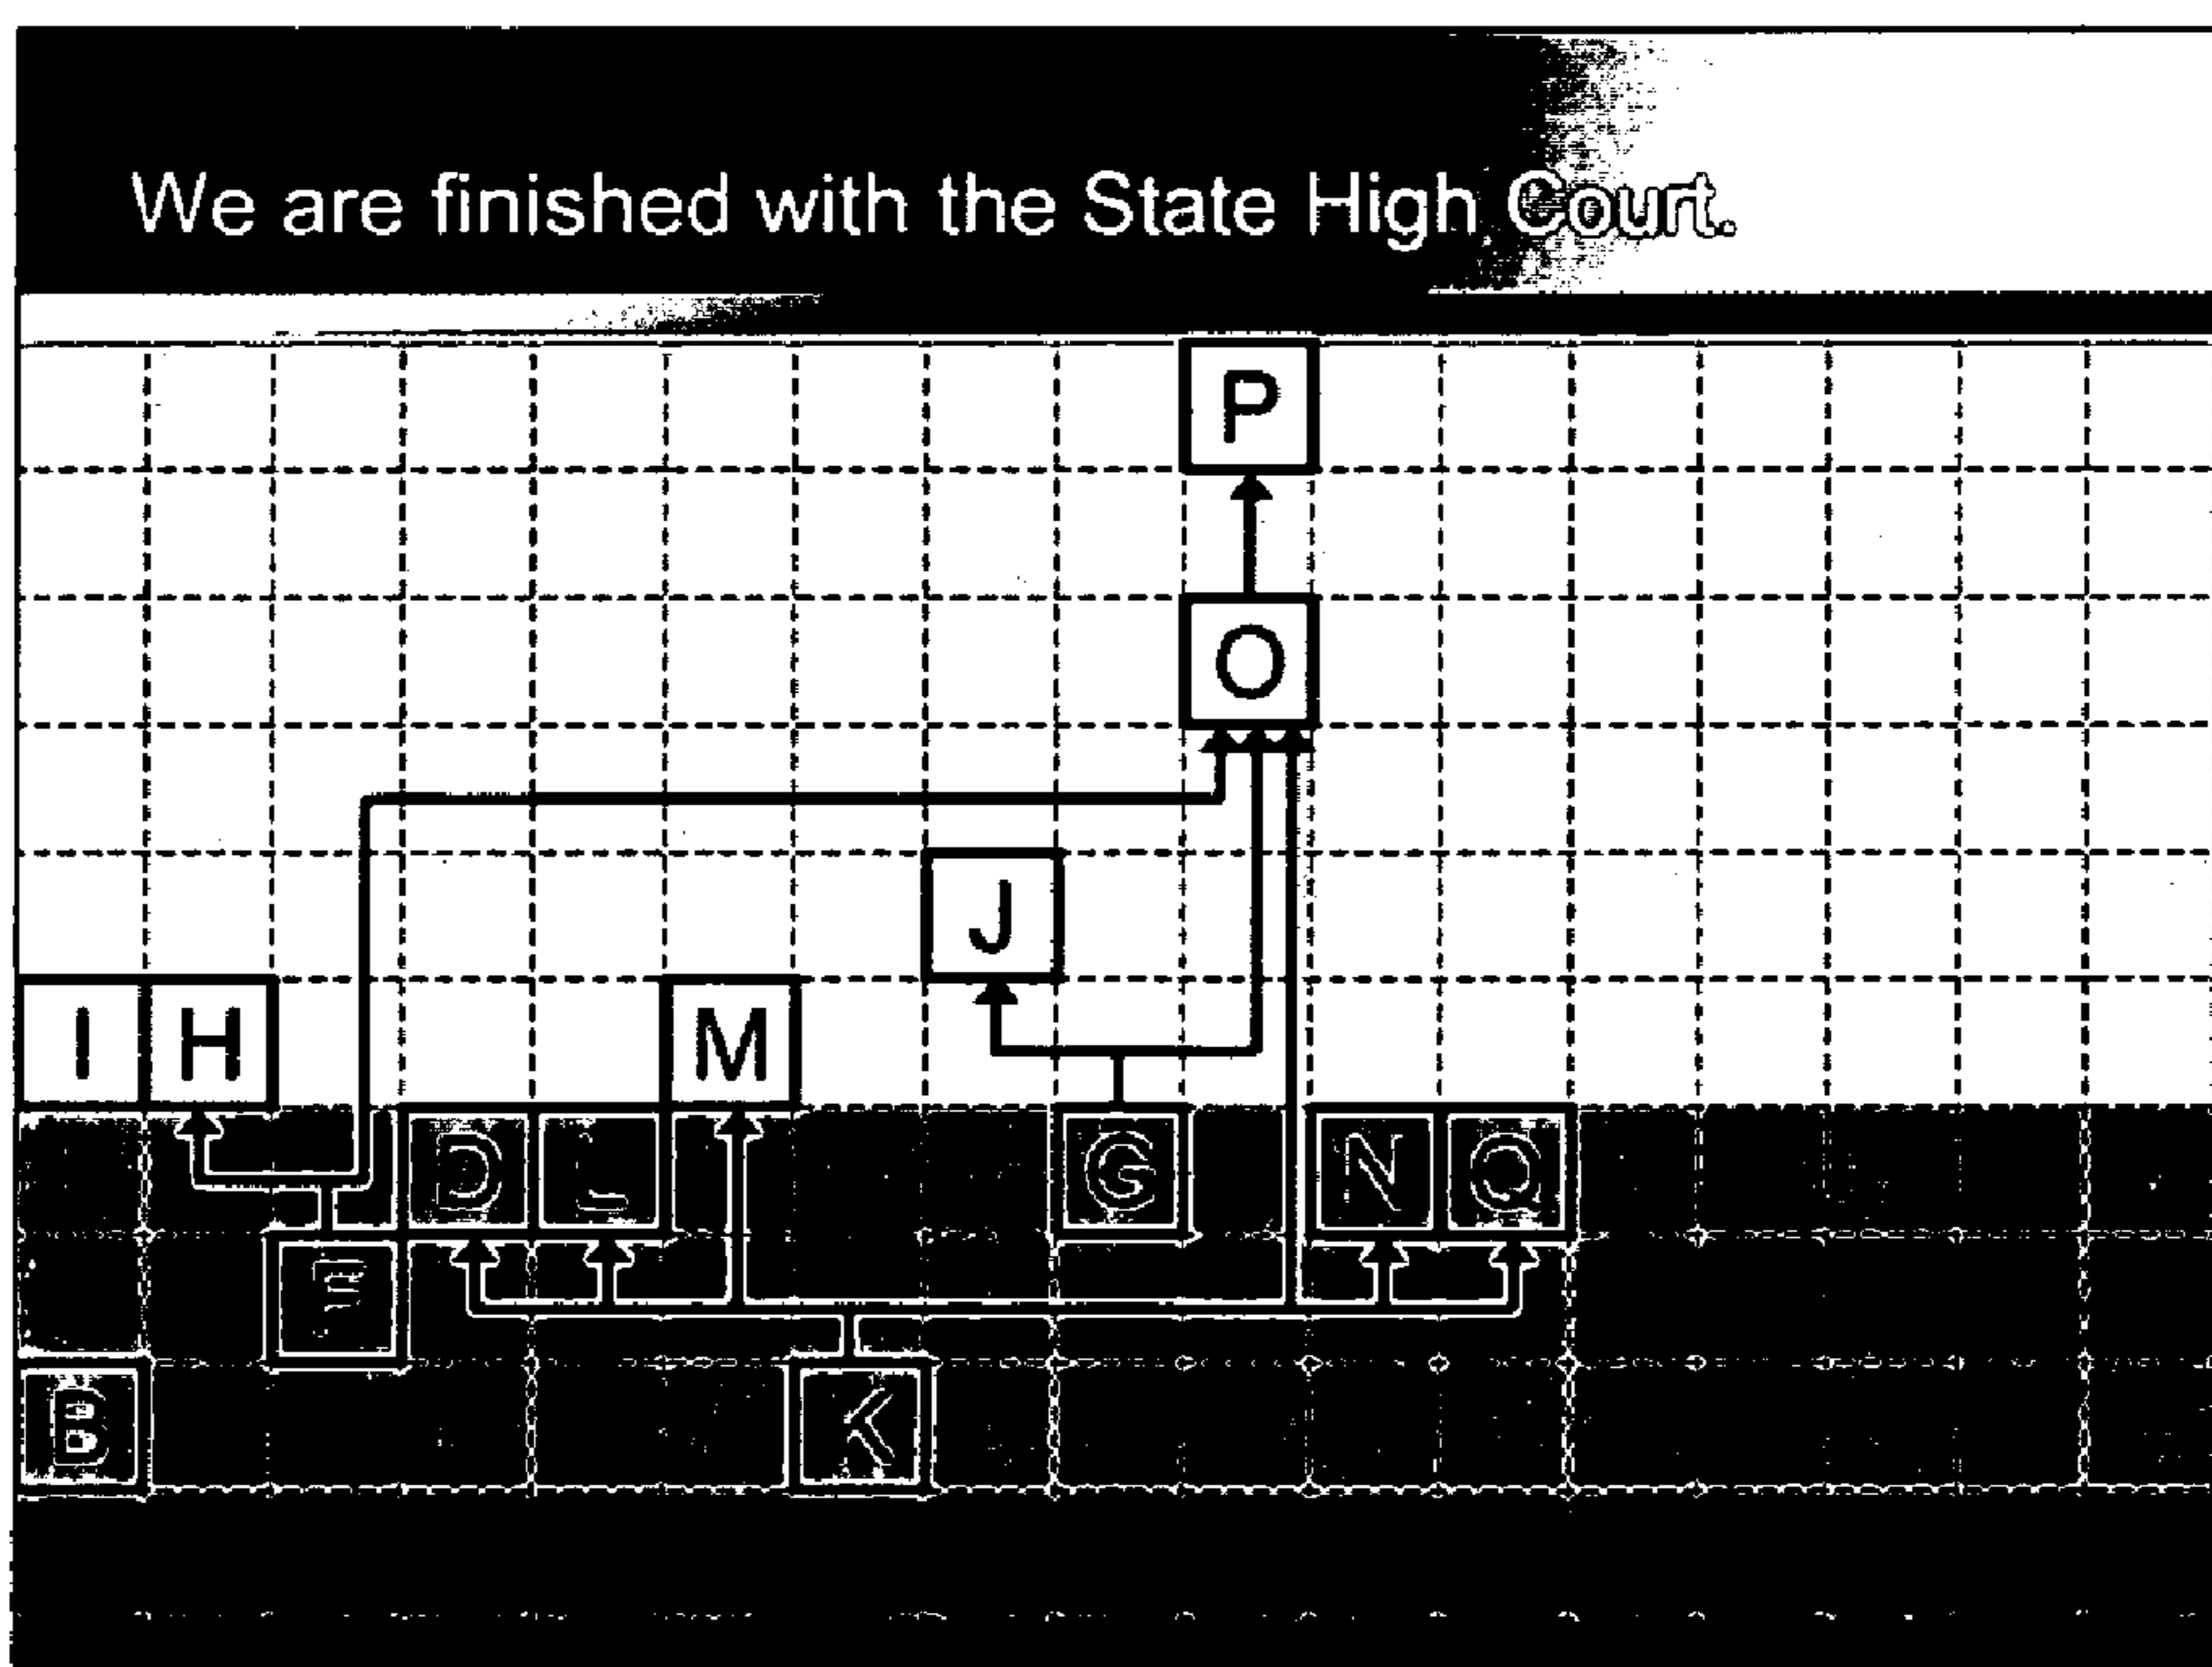 We are finished with the State High Court.
P
O
J
I H M
D L G N Q
F
B K